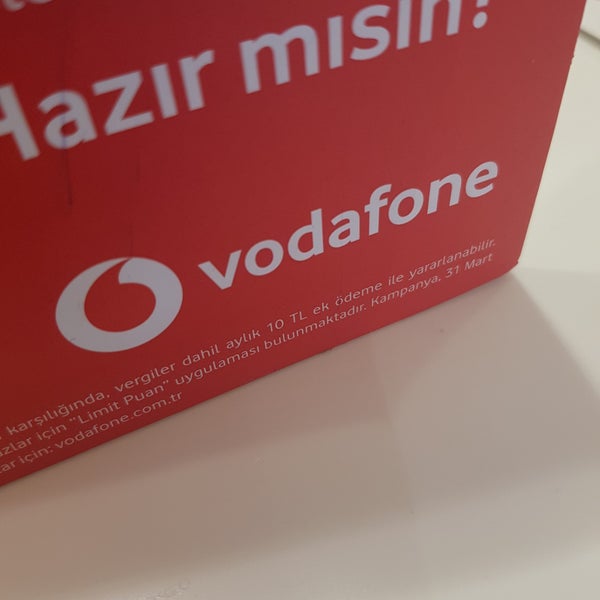 Hazır mısın?
vodafone
karşılığında, vergiler dahil aylık 10 TL ek ödeme ile yararlanabilir.
için "Limit Puan" uygulaması bulunmaktadır. Kampanya, 31 Mart
için: vodafone.com.tr